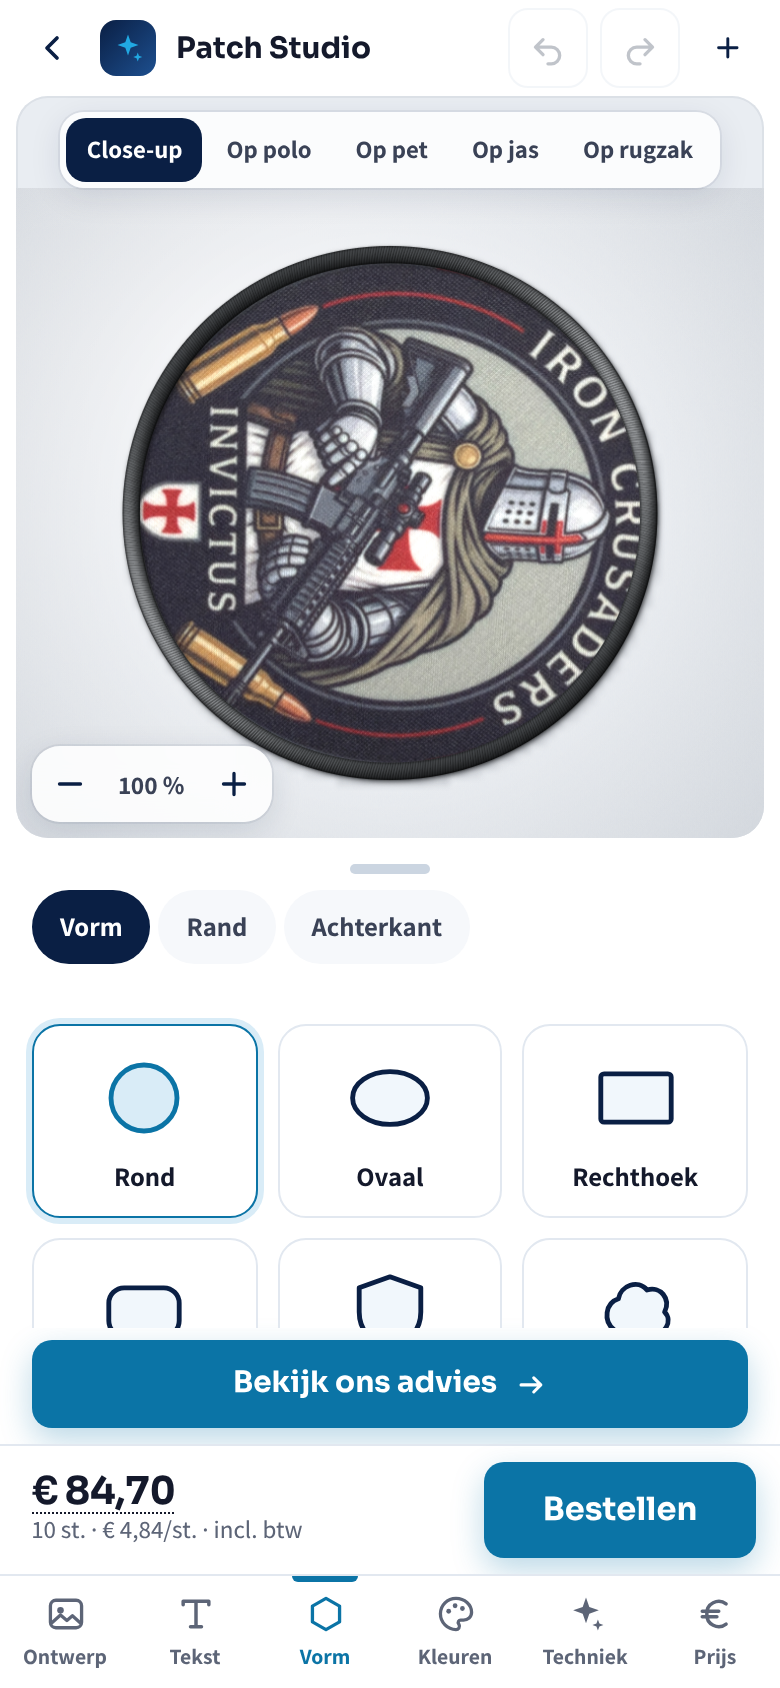 Patch Studio
Close-up
Op polo
Op pet
Op jas
Op rugzak
IRON CRUSADERS
INVICTUS
100 %
Vorm
Rand
Achterkant
Rond
Ovaal
Rechthoek
Bekijk ons advies →
€ 84,70
10 st. · € 4,84/st. · incl. btw
Bestellen
Ontwerp
Tekst
Vorm
Kleuren
Techniek
Prijs